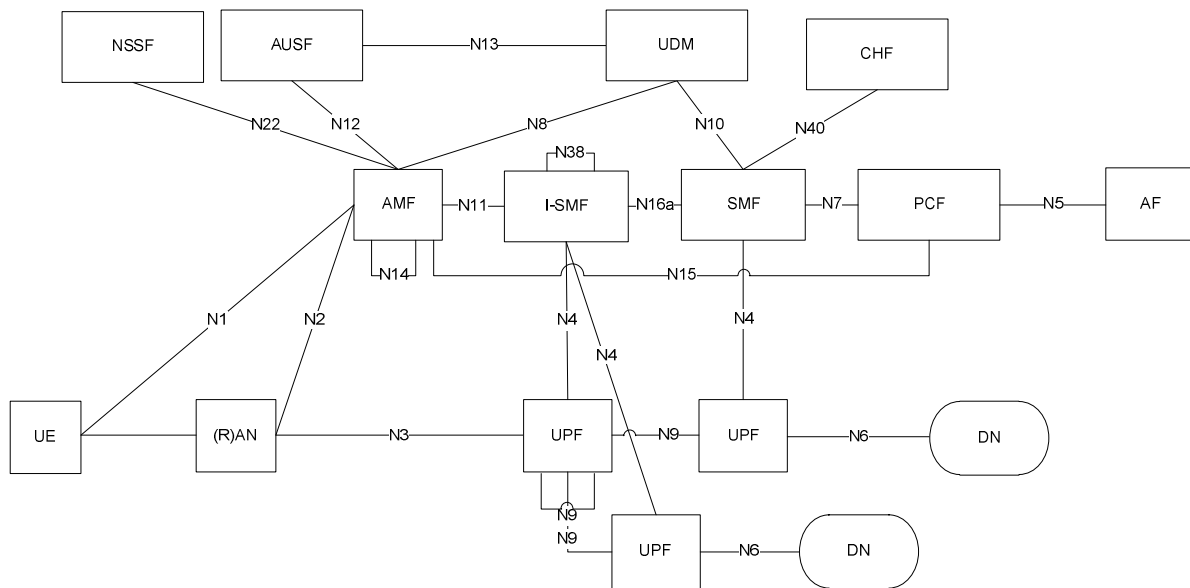 NSSF
AUSF
N13
UDM
CHF
N22
N12
N8
N10
N40
N38
AMF
N11
I-SMF
N16a
SMF
N7
PCF
N5
AF
N14
N15
N1
N2
N4
N4
N4
UE
(R)AN
N3
UPF
N9
UPF
N6
DN
N9
N9
UPF
N6
DN